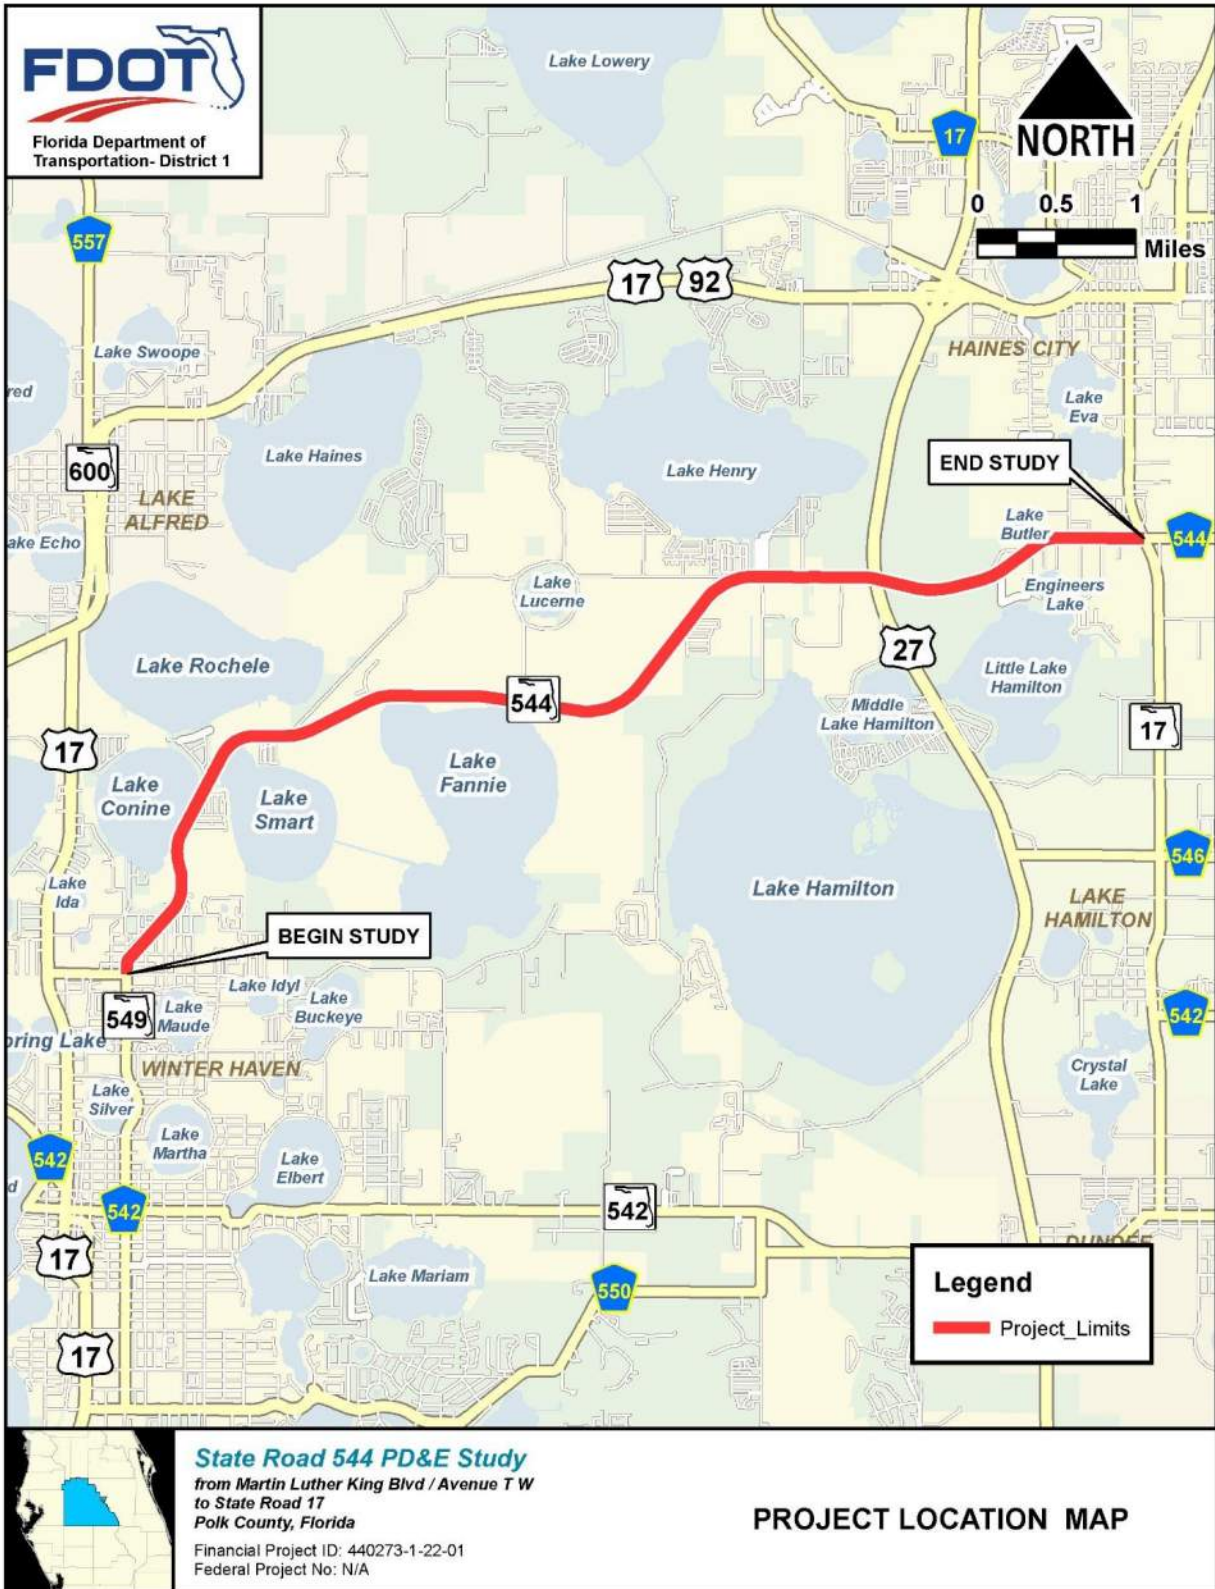 FDOT
Florida Department of
Transportation- District 1
Lake Lowery
17
NORTH
0 0.5 1
Miles
557
17
92
Lake Swoope
HAINES CITY
red
Lake
Eva
600
Lake Haines
Lake Henry
END STUDY
LAKE
ALFRED
Lake
Butler
544
ake Echo
Lake
Lucerne
Engineers
Lake
27
Lake Rochele
Little Lake
Hamilton
544
Middle
Lake Hamilton
17
17
Lake
Conine
Lake
Smart
Lake
Fannie
546
Lake
Ida
Lake Hamilton
LAKE
HAMILTON
BEGIN STUDY
Lake Idyl
549
Lake
Maude
Lake
Buckeye
542
oring Lake
WINTER HAVEN
Crystal
Lake
Lake
Silver
Lake
Martha
542
Lake
Elbert
d
542
542
17
DUNDEE
Lake Mariam
550
Legend
Project_Limits
17
State Road 544 PD&E Study
from Martin Luther King Blvd / Avenue T W
to State Road 17
Polk County, Florida
Financial Project ID: 440273-1-22-01
Federal Project No: N/A
PROJECT LOCATION MAP